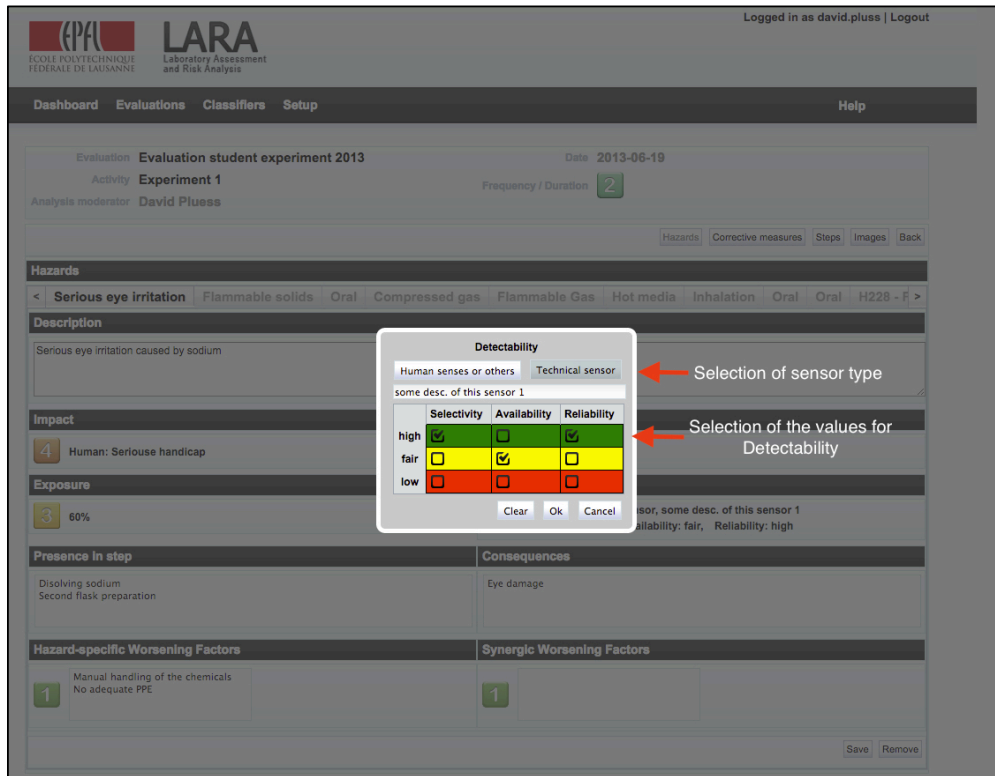 Logged in as david.pluss | Logout
EPFL
ÉCOLE POLYTECHNIQUE
FÉDÉRALE DE LAUSANNE
LARA
Laboratory Assessment
and Risk Analysis
Dashboard Evaluations Classifiers Setup Help
Evaluation Evaluation student experiment 2013 Date 2013-06-19
Activity Experiment 1 Frequency / Duration 2
Analysis moderator David Pluess
Hazards Corrective measures Steps Images Back
Hazards
< Serious eye irritation Flammable solids Oral Compressed gas Flammable Gas Hot media Inhalation Oral Oral H228 - F >
Description
Serious eye irritation caused by sodium
Detectability
Human senses or others Technical sensor
Selection of sensor type
some desc. of this sensor 1
Selectivity Availability Reliability
high
fair
low
Selection of the values for
Detectability
Clear Ok Cancel
Impact
4 Human: Seriouse handicap
Exposure
3 60%
sor, some desc. of this sensor 1
ailability: fair, Reliability: high
Presence in step Consequences
Disolving sodium Eye damage
Second flask preparation
Hazard-specific Worsening Factors Synergic Worsening Factors
1 Manual handling of the chemicals 1
No adequate PPE
Save Remove